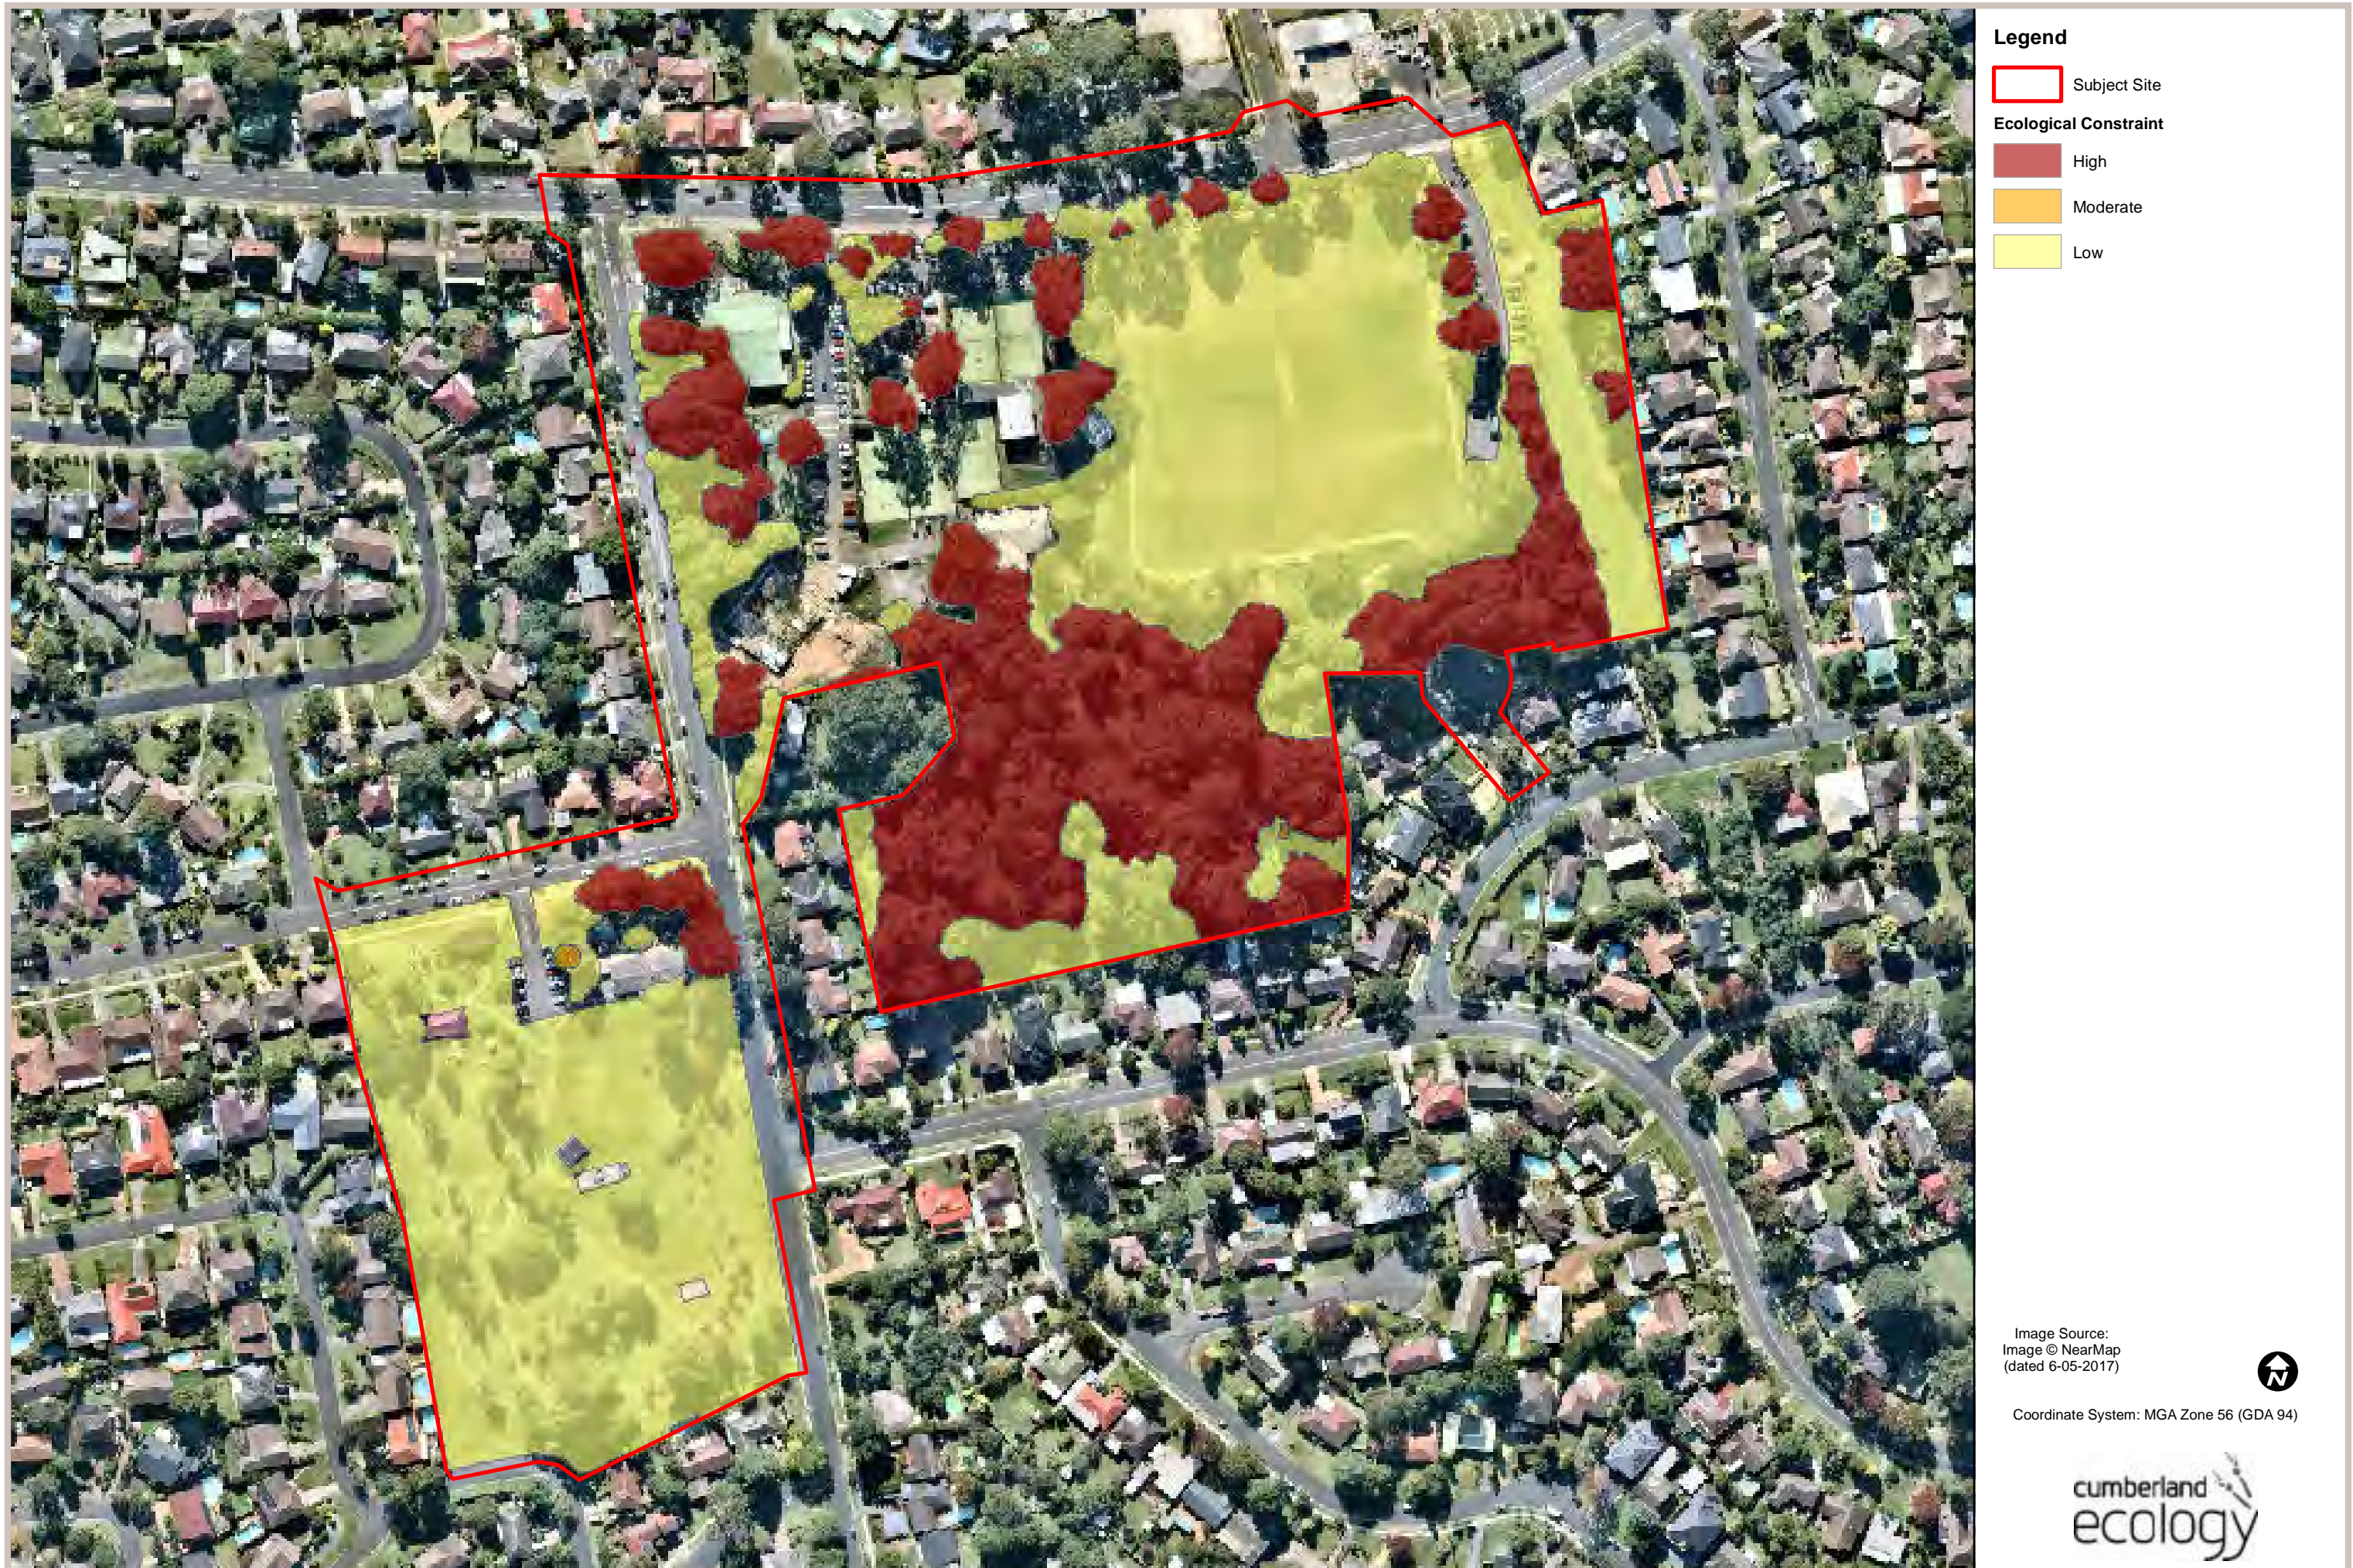 Legend
Subject Site
Ecological Constraint
High
Moderate
Low
Image Source:
Image © NearMap
(dated 6-05-2017)
N
Coordinate System: MGA Zone 56 (GDA 94)
cumberland
ecology